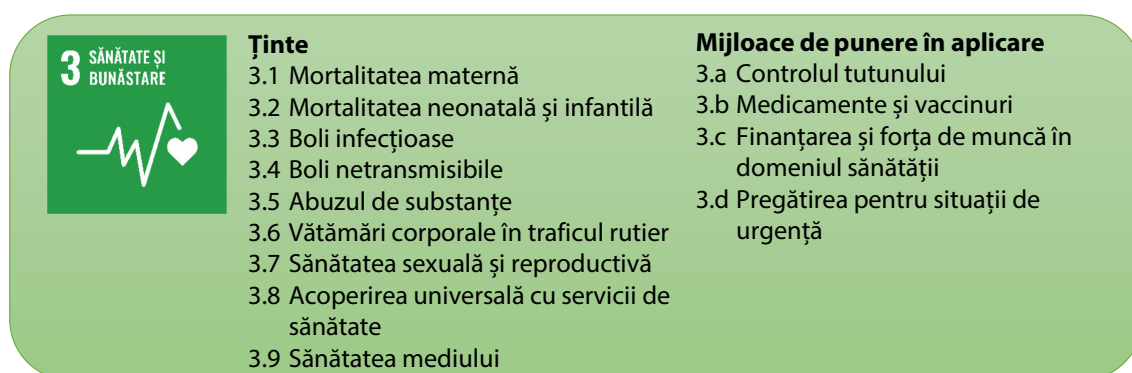 3 SĂNĂTATE ȘI
BUNĂSTARE
Ținte
3.1 Mortalitatea maternă
3.2 Mortalitatea neonatală și infantilă
3.3 Boli infecțioase
3.4 Boli netransmisibile
3.5 Abuzul de substanțe
3.6 Vătămări corporale în traficul rutier
3.7 Sănătatea sexuală și reproductivă
3.8 Acoperirea universală cu servicii de
sănătate
3.9 Sănătatea mediului
Mijloace de punere în aplicare
3.a Controlul tutunului
3.b Medicamente și vaccinuri
3.c Finanțarea și forța de muncă în
domeniul sănătății
3.d Pregătirea pentru situații de
urgență